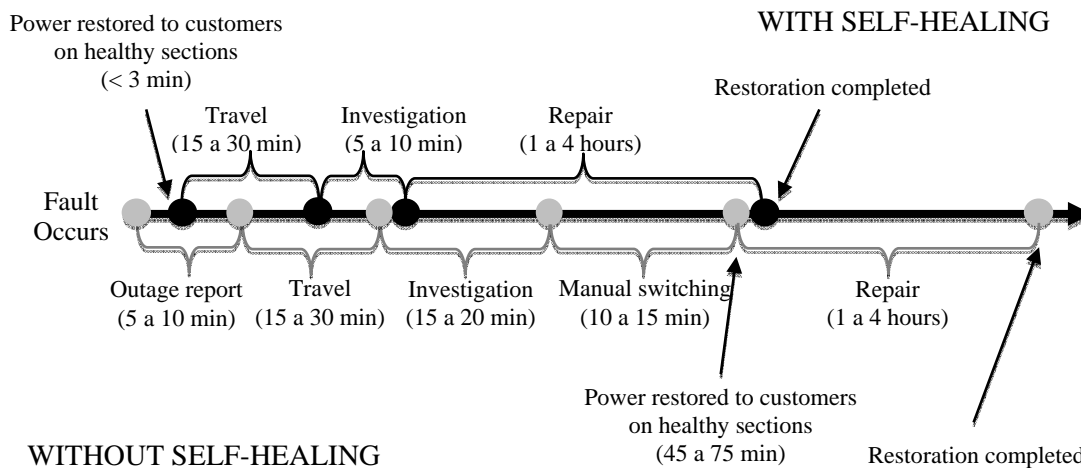 WITH SELF-HEALING
Power restored to customers
on healthy sections
(< 3 min)
Travel
(15 a 30 min)
Investigation
(5 a 10 min)
Repair
(1 a 4 hours)
Restoration completed
Fault
Occurs
Outage report
(5 a 10 min)
Travel
(15 a 30 min)
Investigation
(15 a 20 min)
Manual switching
(10 a 15 min)
Repair
(1 a 4 hours)
Power restored to customers
on healthy sections
(45 a 75 min)
Restoration completed
WITHOUT SELF-HEALING